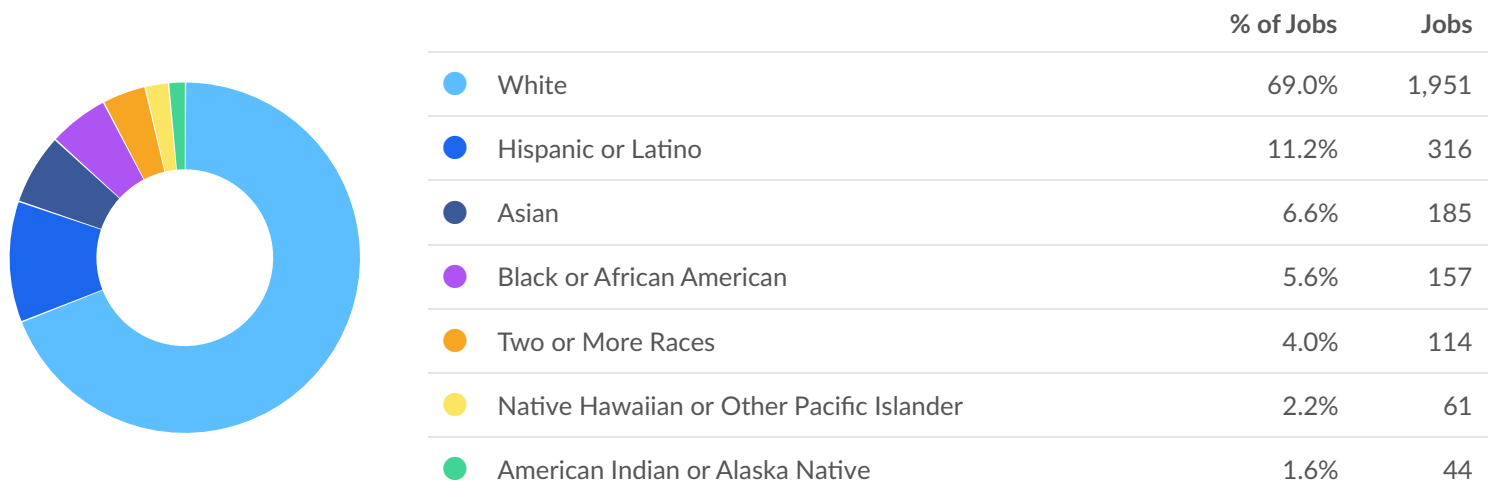 % of Jobs Jobs
White 69.0% 1,951
Hispanic or Latino 11.2% 316
Asian 6.6% 185
Black or African American 5.6% 157
Two or More Races 4.0% 114
Native Hawaiian or Other Pacific Islander 2.2% 61
American Indian or Alaska Native 1.6% 44